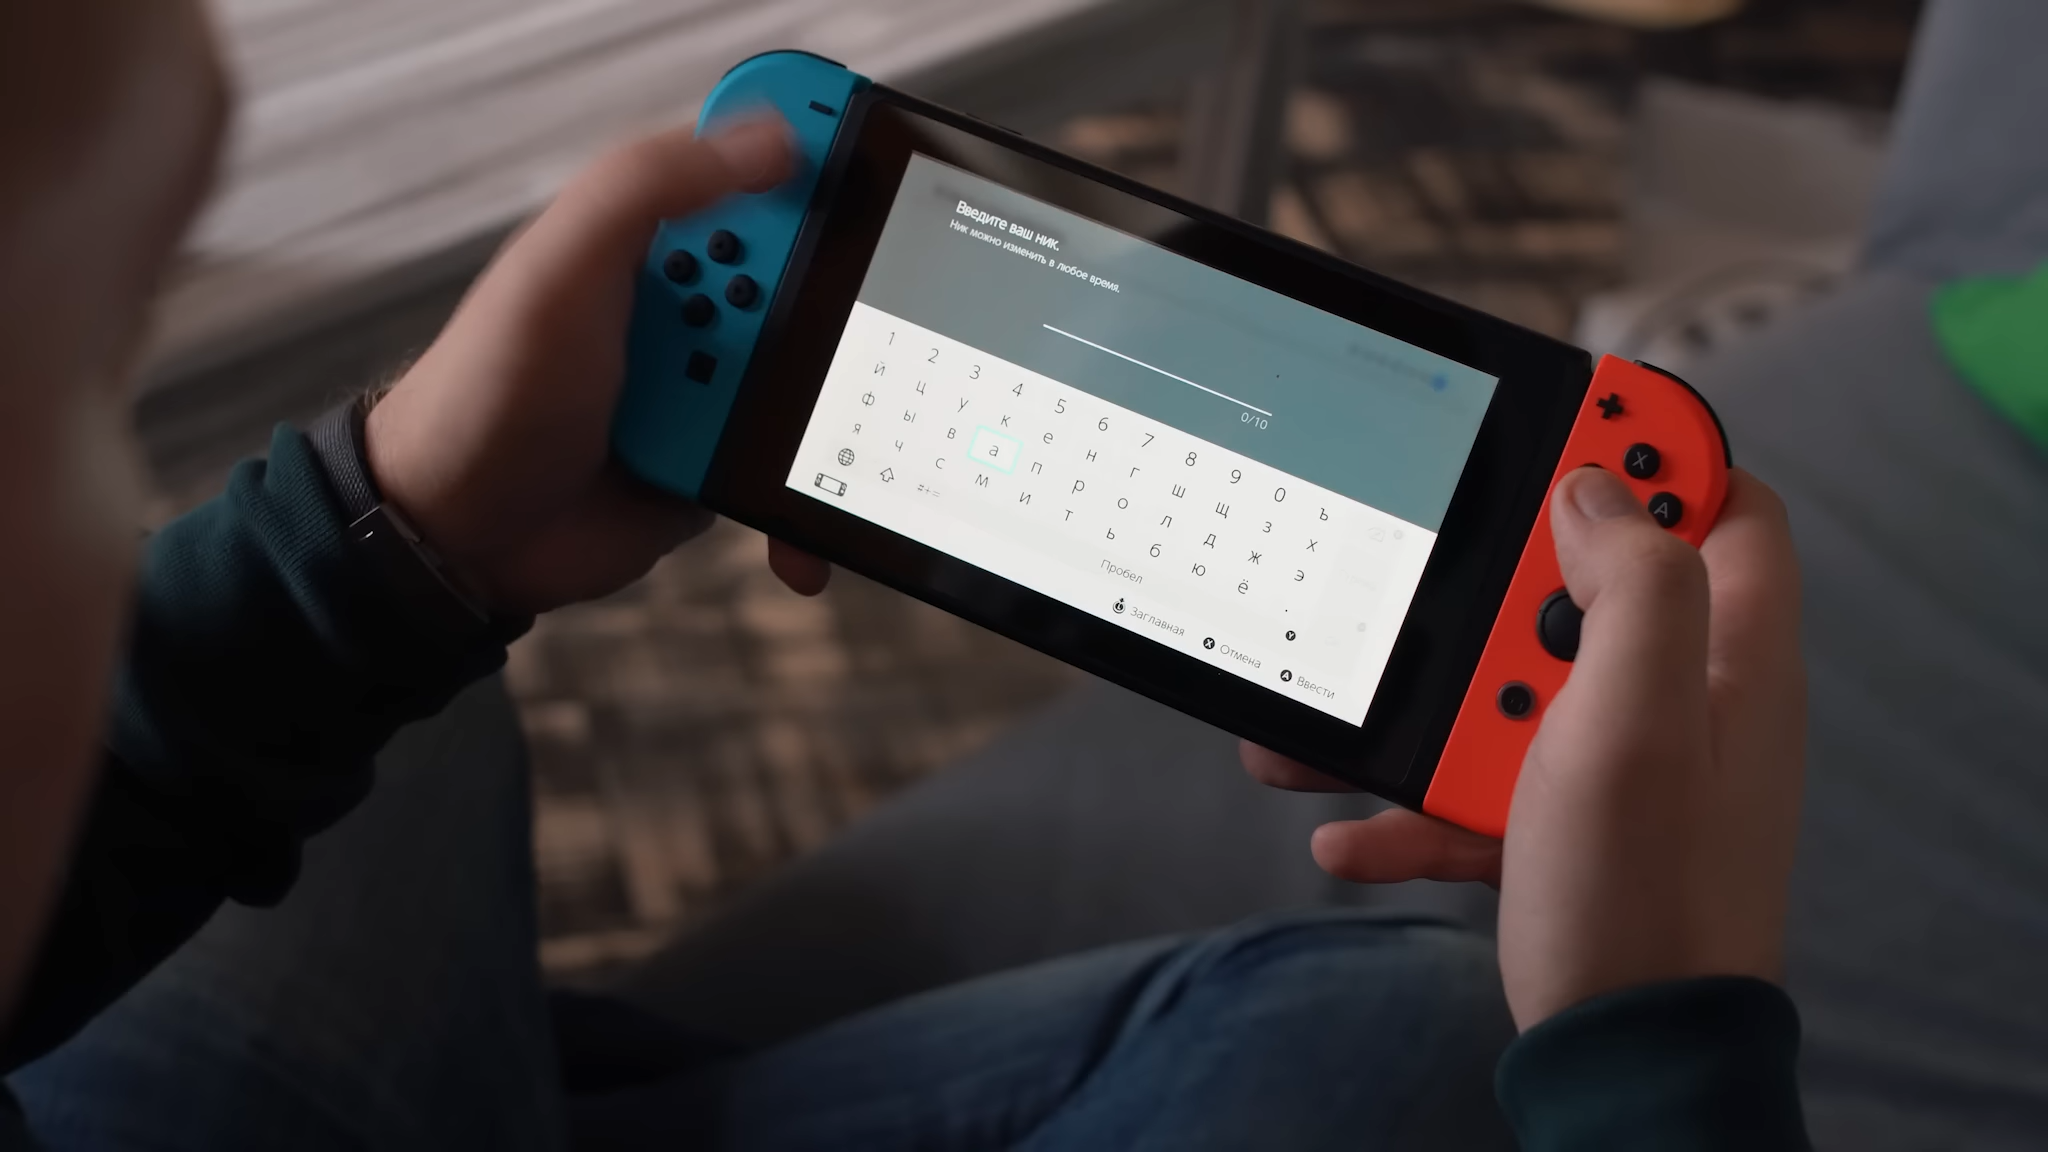 Введите ваш ник.
Ник можно изменить в любое время.
0/10
1 2 3 4 5 6 7 8 9 0 ъ
й ц у к е н г ш щ з х
ф ы в а п р о л д ж э
я ч с м и т ь б ю ё .
#+=
Пробел
Заглавная X Отмена A Ввести
Y
X
A